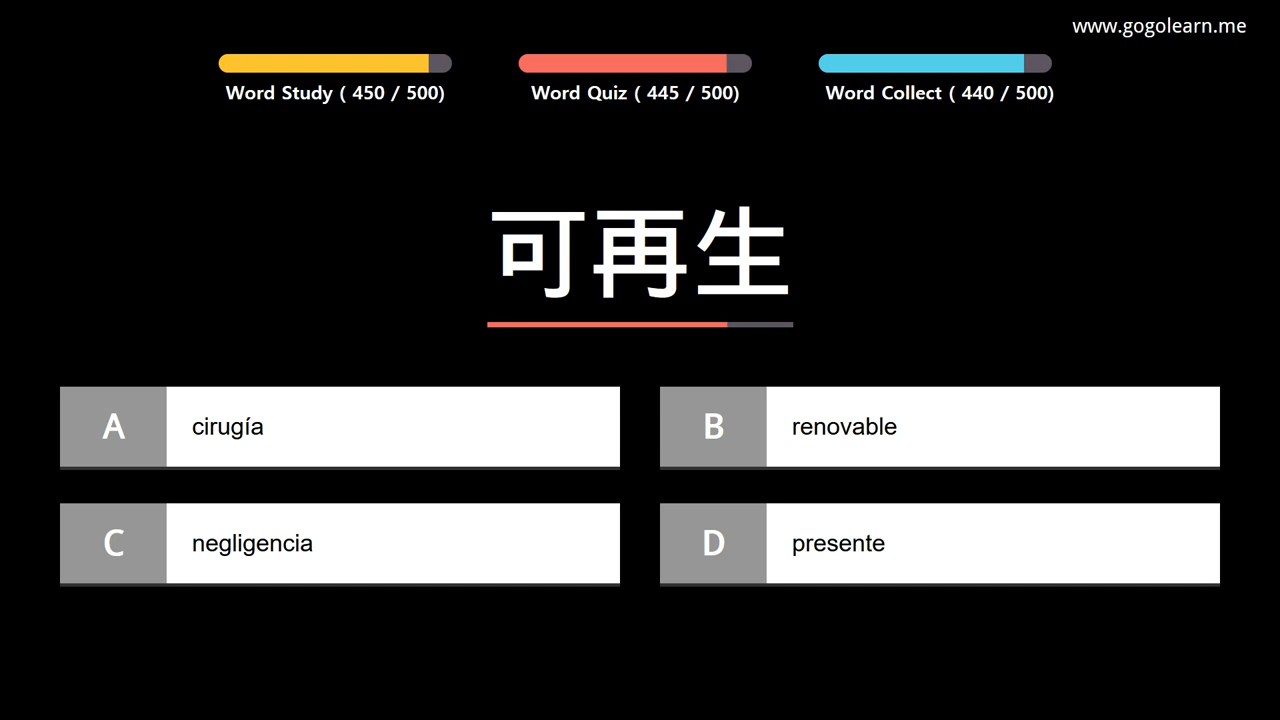 www.gogolearn.me
Word Study ( 450 / 500)
Word Quiz ( 445 / 500)
Word Collect ( 440 / 500)
可再生
A cirugía
B renovable
C negligencia
D presente